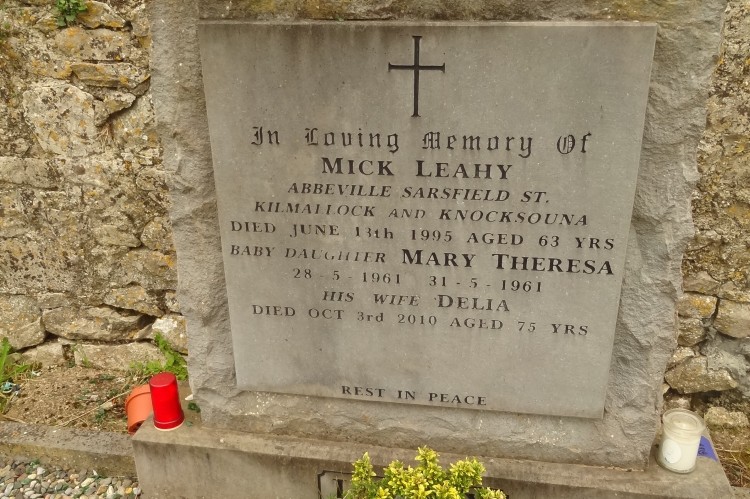 In Loving Memory Of
MICK LEAHY
ABBEVILLE SARSFIELD ST.
KILMALLOCK AND KNOCKSOUNA
DIED JUNE 13th 1995 AGED 63 YRS
BABY DAUGHTER MARY THERESA
28-5-1961 31-5-1961
HIS WIFE DELIA
DIED OCT 3rd 2010 AGED 75 YRS
REST IN PEACE